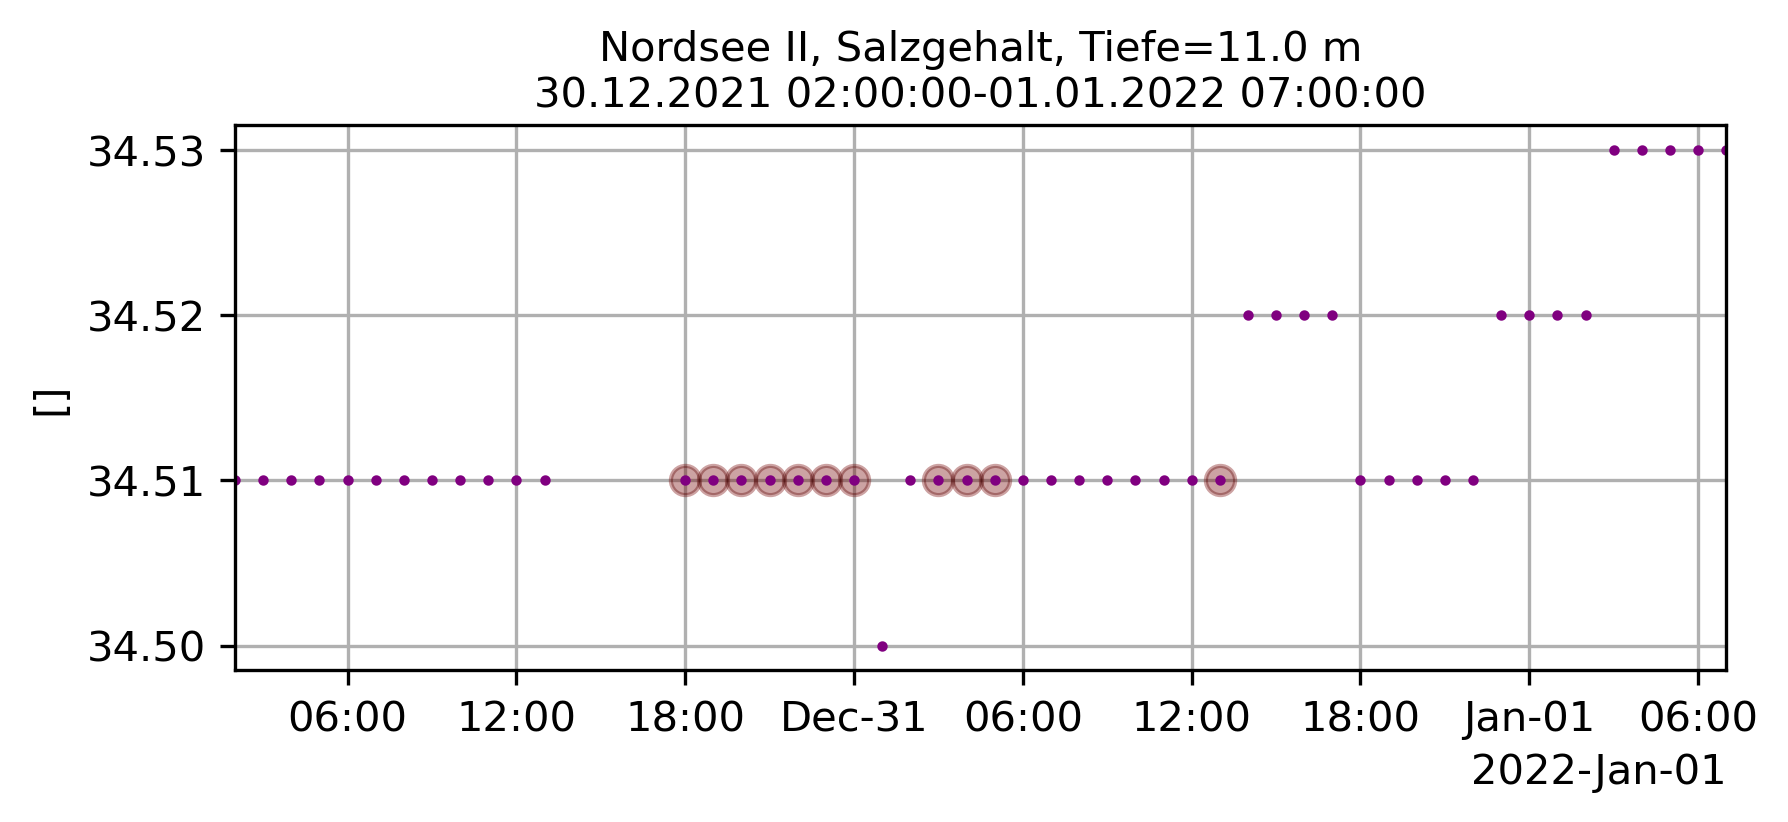 Nordsee II, Salzgehalt, Tiefe=11.0 m
30.12.2021 02:00:00-01.01.2022 07:00:00
34.53
34.52
34.51
34.50
[]
06:00 12:00 18:00 Dec-31 06:00 12:00 18:00 Jan-01 06:00
2022-Jan-01